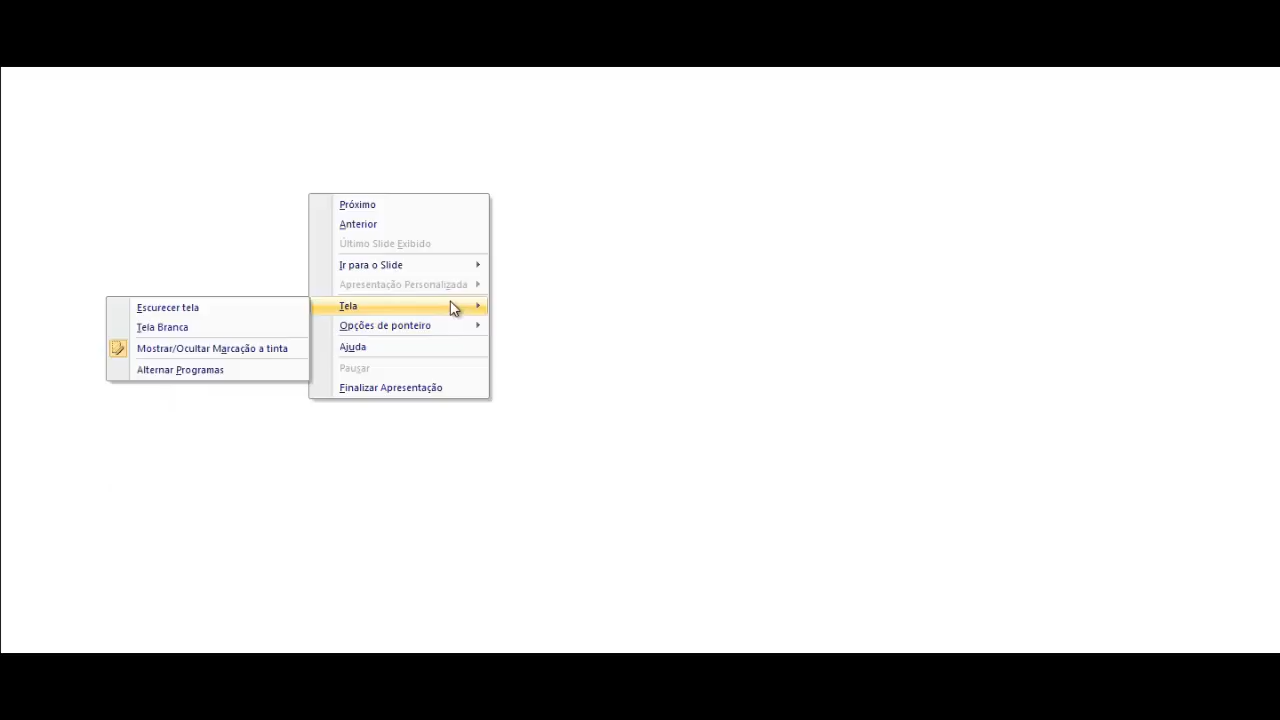 Próximo
Anterior
Último Slide Exibido
Ir para o Slide
Apresentação Personalizada
Tela
Opções de ponteiro
Ajuda
Pausar
Finalizar Apresentação
Escurecer tela
Tela Branca
Mostrar/Ocultar Marcação a tinta
Alternar Programas